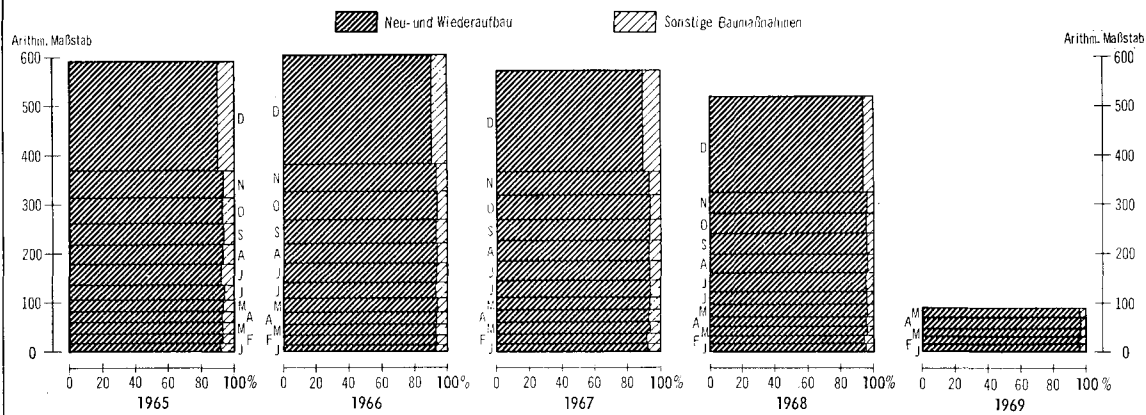 Neu- und Wiederaufbau
Sonstige Baumaßnahmen
Arithm. Maßstab
600
500
400
300
200
100
0
D
N
O
S
A
J
J
M
A
M
F
J
0 20 40 60 80 100%
1965
D
N
O
S
A
J
J
M
A
M
F
J
0 20 40 60 80 100%
1966
D
N
O
S
A
J
J
M
A
M
F
J
0 20 40 60 80 100%
1967
D
N
O
S
A
J
J
M
A
M
F
J
0 20 40 60 80 100%
1968
M
A
M
F
J
0 20 40 60 80 100%
1969
Arithm. Maßstab
600
500
400
300
200
100
0